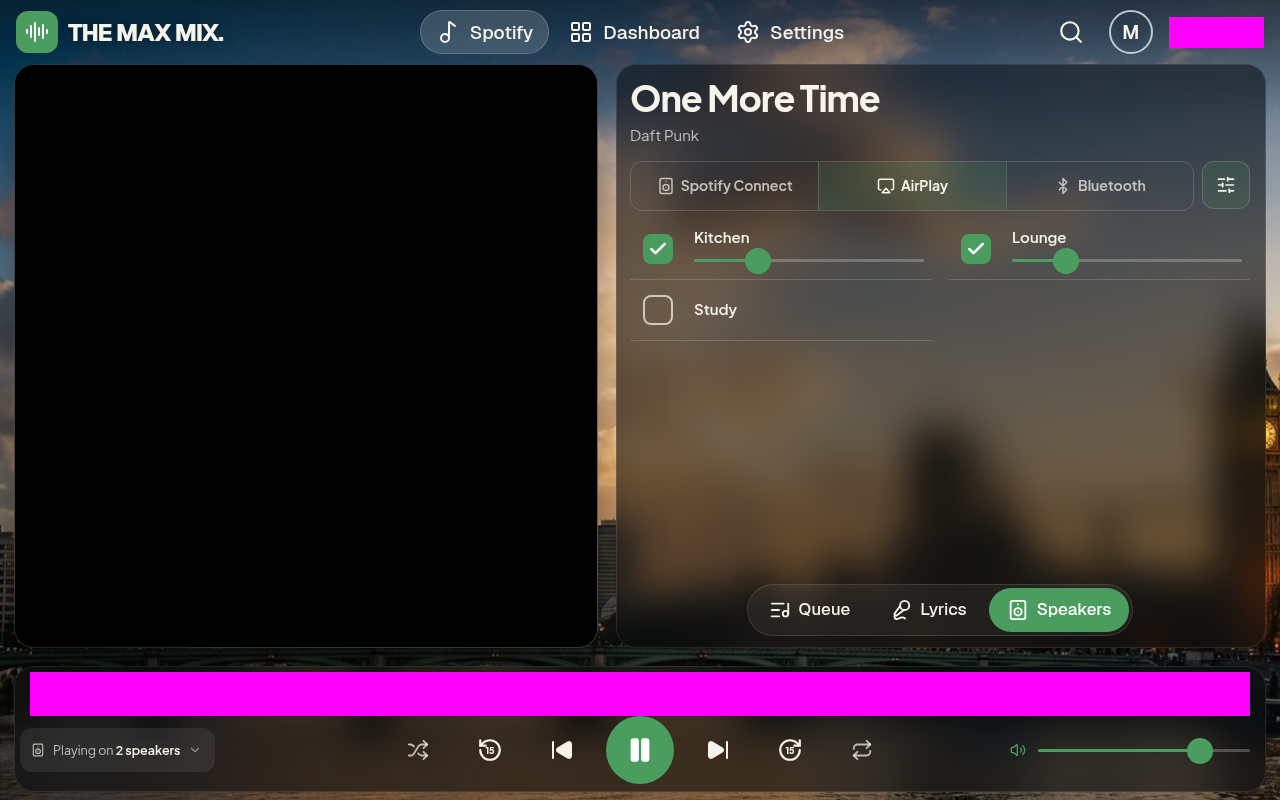 THE MAX MIX.
Spotify
Dashboard
Settings
M
One More Time
Daft Punk
Spotify Connect
AirPlay
Bluetooth
Kitchen
Lounge
Study
Queue
Lyrics
Speakers
Playing on 2 speakers
15
15